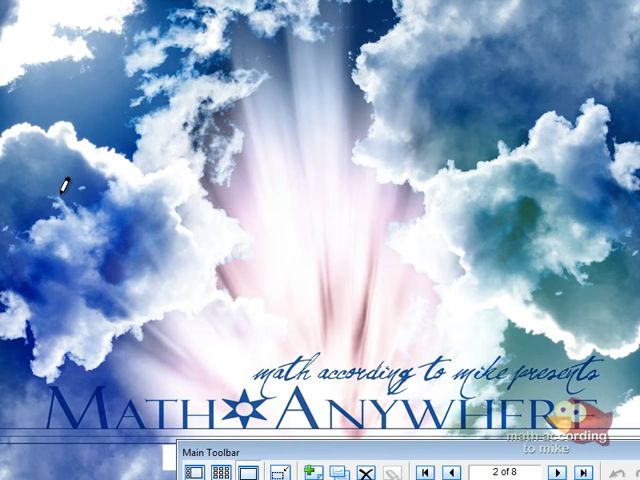 math according to mike presents
MATH ANYWHERE
math according
to mike
Main Toolbar
2 of 8